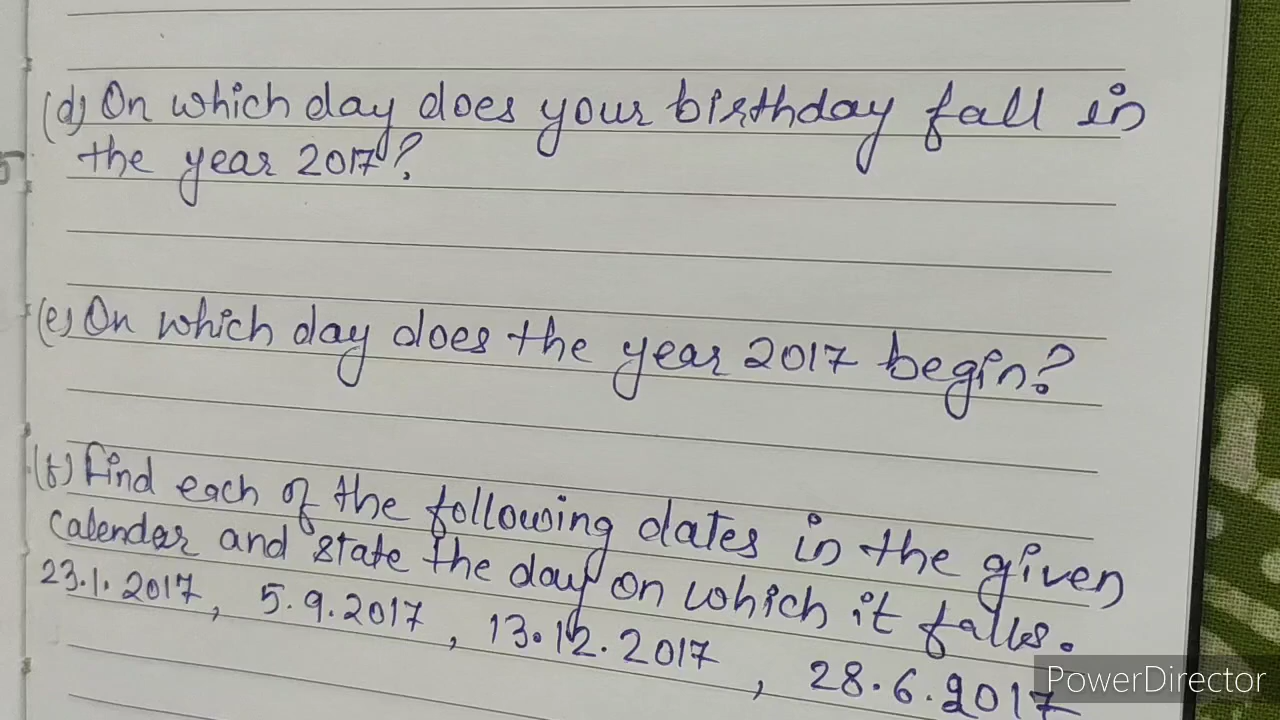 (d) On which day does your birthday fall in
the year 2017?
(e) On which day does the year 2017 begin?
(f) Find each of the following dates in the given
Calendar and state the day on which it falls.
23.1.2017, 5.9.2017, 13.12.2017, 28.6.2017
PowerDirector